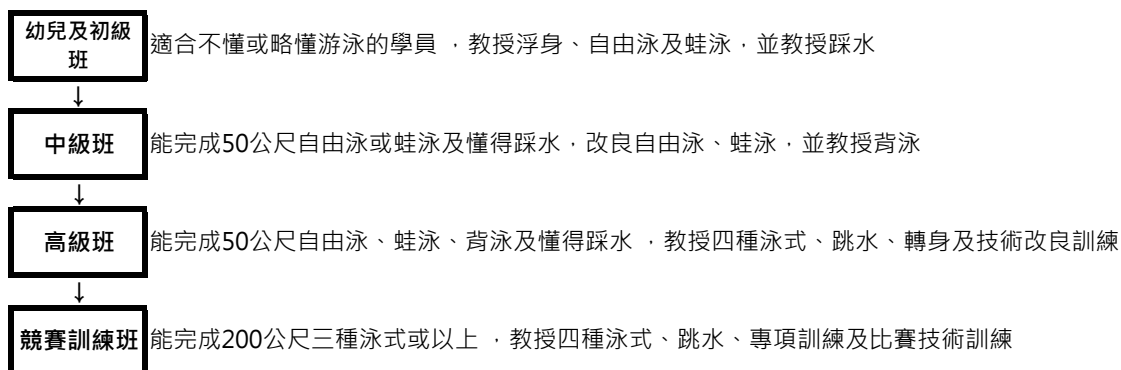 幼兒及初級
班
適合不懂或略懂游泳的學員 ，教授浮身、自由泳及蛙泳，並教授踩水
↓
中級班
能完成50公尺自由泳或蛙泳及懂得踩水，改良自由泳、蛙泳，並教授背泳
↓
高級班
能完成50公尺自由泳、蛙泳、背泳及懂得踩水 ，教授四種泳式、跳水、轉身及技術改良訓練
↓
競賽訓練班
能完成200公尺三種泳式或以上 ，教授四種泳式、跳水、專項訓練及比賽技術訓練